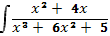 ∫ (x² + 4x)/(x³ + 6x² + 5)